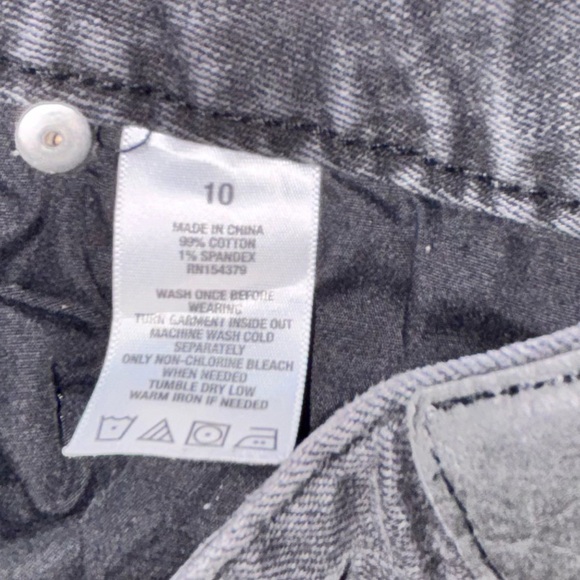 10
MADE IN CHINA
99% COTTON
1% SPANDEX
RN154379
WASH ONCE BEFORE
WEARING
TURN GARMENT INSIDE OUT
MACHINE WASH COLD
SEPARATELY
ONLY NON-CHLORINE BLEACH
WHEN NEEDED
TUMBLE DRY LOW
WARM IRON IF NEEDED